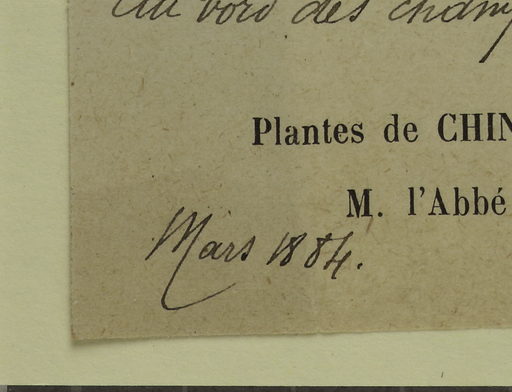 Au bord des champ
Plantes de CHIN
M. l'Abbé
Mars 1884.